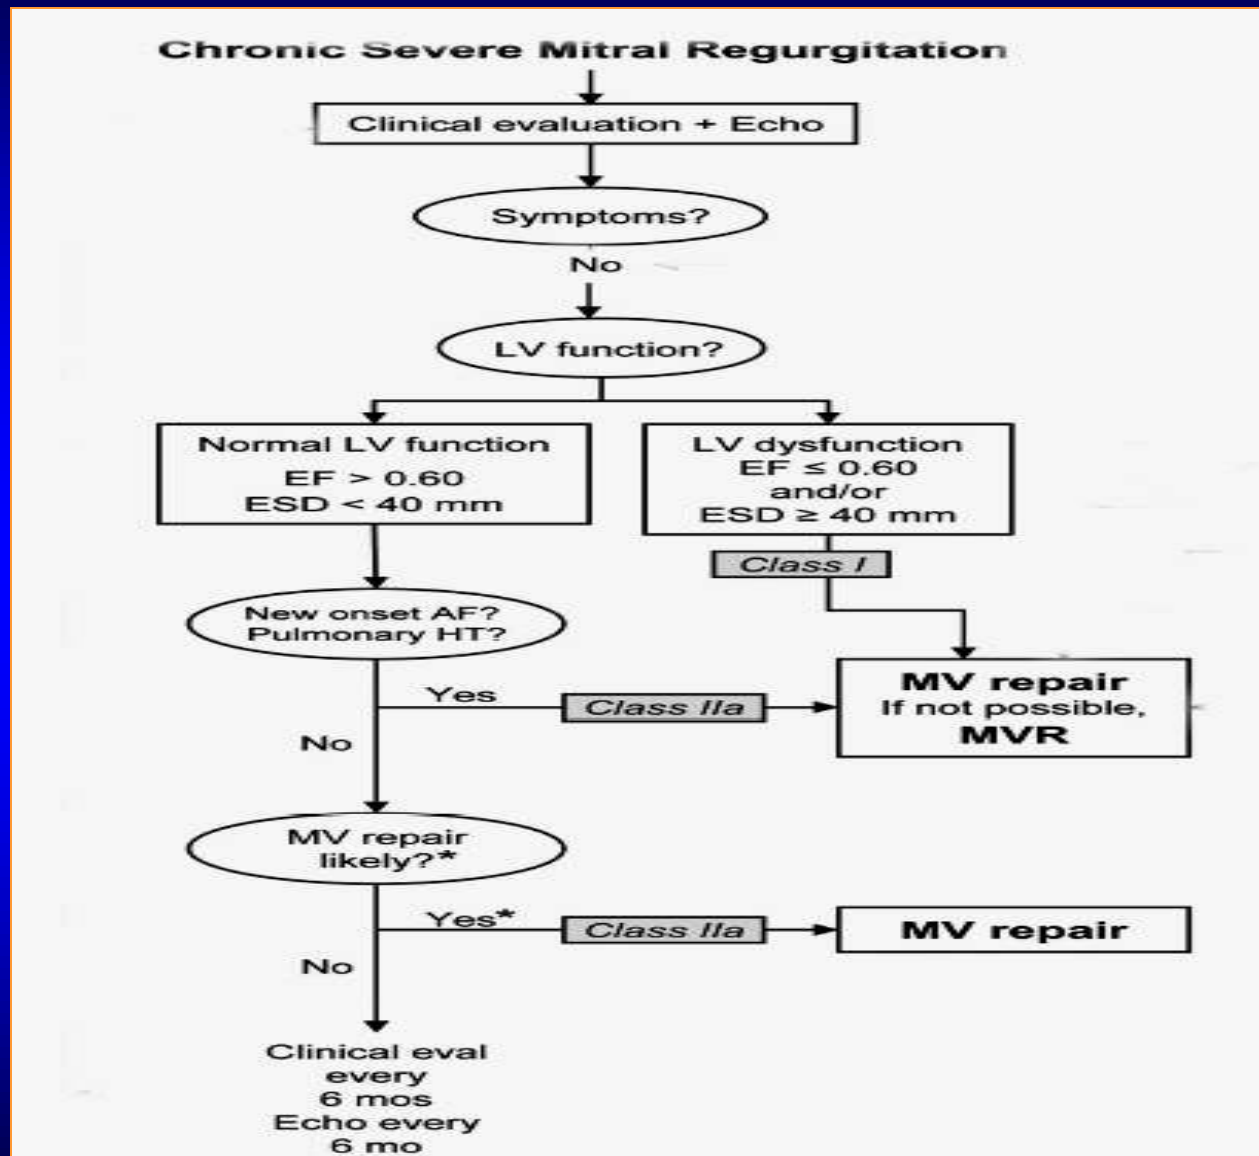 Chronic Severe Mitral Regurgitation
Clinical evaluation + Echo
Symptoms?
No
LV function?
Normal LV function
EF > 0.60
ESD < 40 mm
LV dysfunction
EF ≤ 0.60
and/or
ESD ≥ 40 mm
Class I
New onset AF?
Pulmonary HT?
Yes
Class IIa
MV repair
If not possible,
MVR
No
MV repair
likely?*
Yes*
Class IIa
MV repair
No
Clinical eval
every
6 mos
Echo every
6 mo